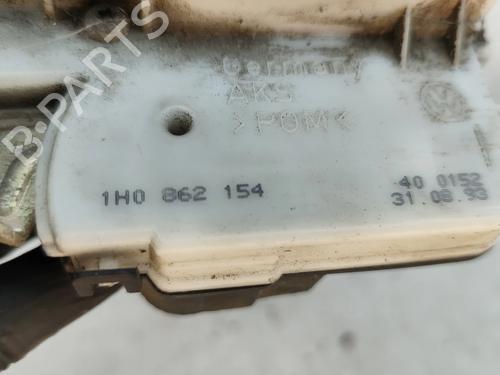 B-PARTS
Germany
AKS
>POM<
1H0 862 154
40 0152
31.08.93